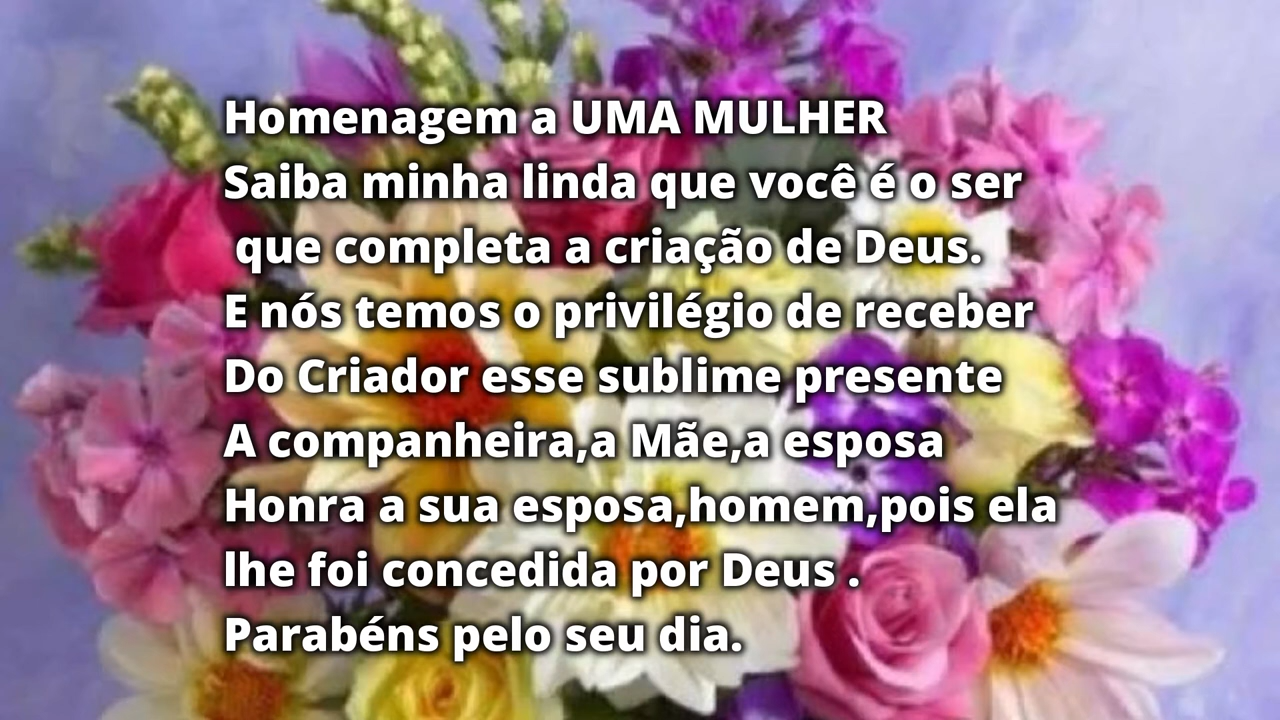 Homenagem a UMA MULHER
Saiba minha linda que você é o ser
que completa a criação de Deus.
E nós temos o privilégio de receber
Do Criador esse sublime presente
A companheira,a Mãe,a esposa
Honra a sua esposa,homem,pois ela
lhe foi concedida por Deus .
Parabéns pelo seu dia.